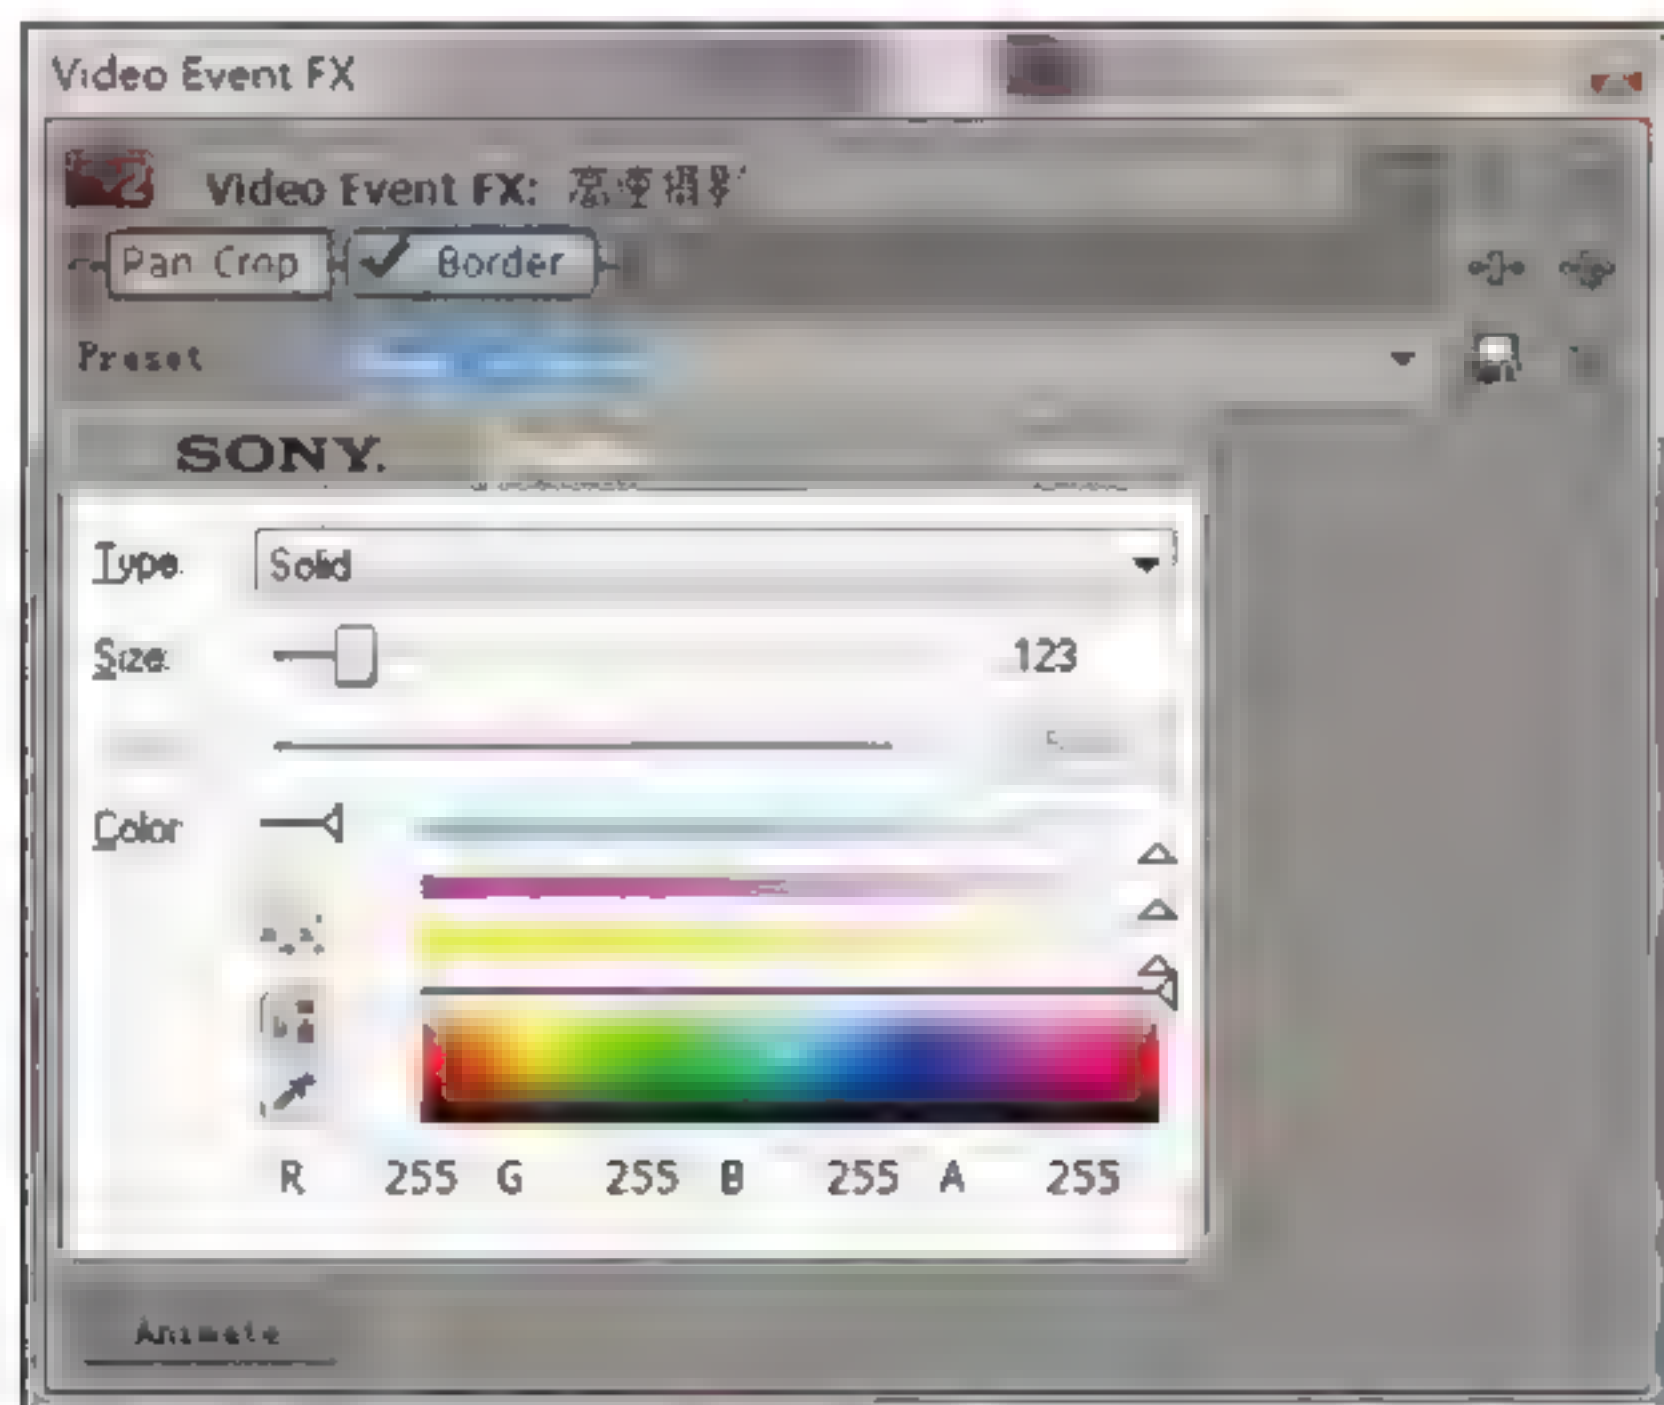 Video Event FX
Video Event FX:
Pan Crop Border
Preset
SONY.
Type Solid
Size: 123
Color
R 255 G 255 B 255 A 255
Animate